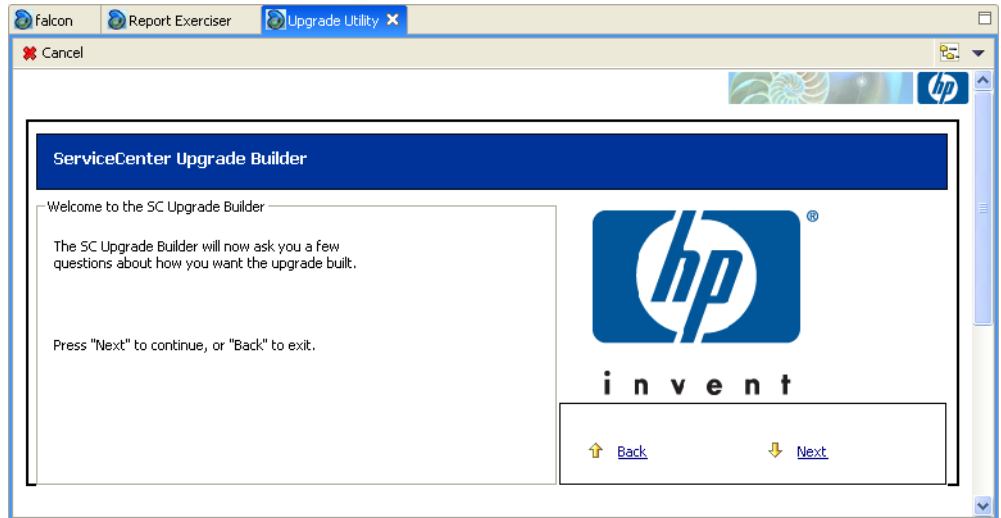 falcon
Report Exerciser
Upgrade Utility
Cancel
hp
ServiceCenter Upgrade Builder
Welcome to the SC Upgrade Builder
The SC Upgrade Builder will now ask you a few
questions about how you want the upgrade built.
Press "Next" to continue, or "Back" to exit.
hp ®
invent
Back
Next